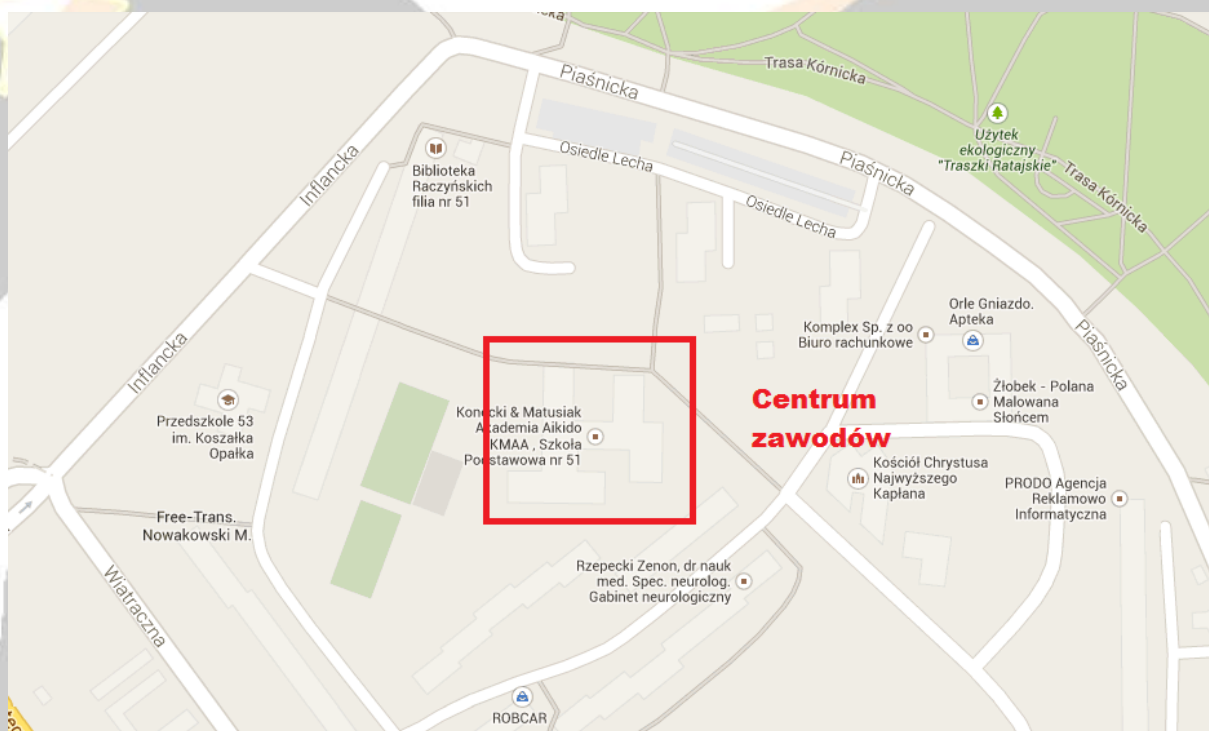 Piaśnicka
Trasa Kórnicka
Użytek
ekologiczny
"Traszki Ratajskie"
Trasa Kórnicka
Inflancka
Biblioteka
Raczyńskich
filia nr 51
Osiedle Lecha
Osiedle Lecha
Piaśnicka
Inflancka
Komplex Sp. z oo
Biuro rachunkowe
Orle Gniazdo.
Apteka
Piaśnicka
Przedszkole 53
im. Koszałka
Opałka
Konecki & Matusiak
Akademia Aikido
KMAA , Szkoła
Podstawowa nr 51
Centrum
zawodów
Żłobek - Polana
Malowana
Słońcem
Kościół Chrystusa
Najwyższego
Kapłana
PRODO Agencja
Reklamowo
Informatyczna
Free-Trans.
Nowakowski M.
Rzepecki Zenon, dr nauk
med. Spec. neurolog.
Gabinet neurologiczny
Wiatraczna
ROBCAR